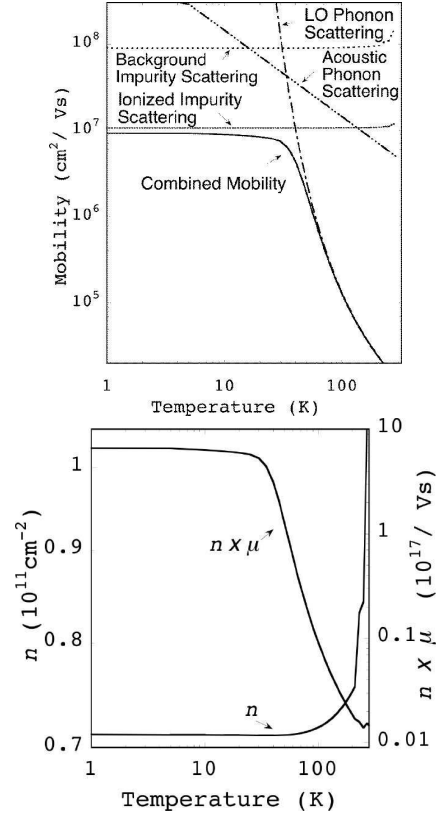 LO Phonon
Scattering
10^8
Background
Impurity Scattering
Acoustic
Phonon
Scattering
Ionized Impurity
Scattering
10^7
Combined Mobility
10^6
10^5
Mobility (cm^2/ Vs)
1
10
100
Temperature (K)
1
0.9
0.8
0.7
n (10^11cm^-2)
10
1
0.1
0.01
n x μ (10^17/ Vs)
n x μ
n
1
10
100
Temperature (K)